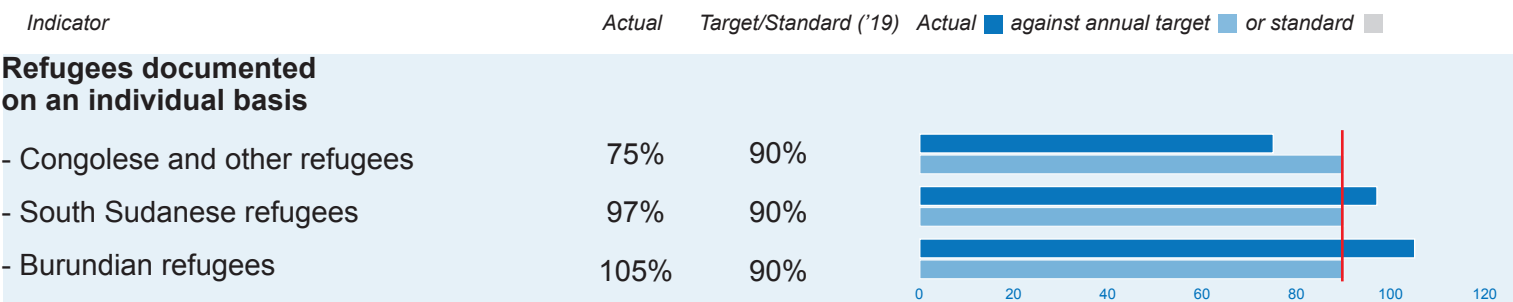 Indicator Actual Target/Standard (’19) Actual against annual target or standard
Refugees documented
on an individual basis
- Congolese and other refugees 75% 90%
- South Sudanese refugees 97% 90%
- Burundian refugees 105% 90%
0 20 40 60 80 100 120